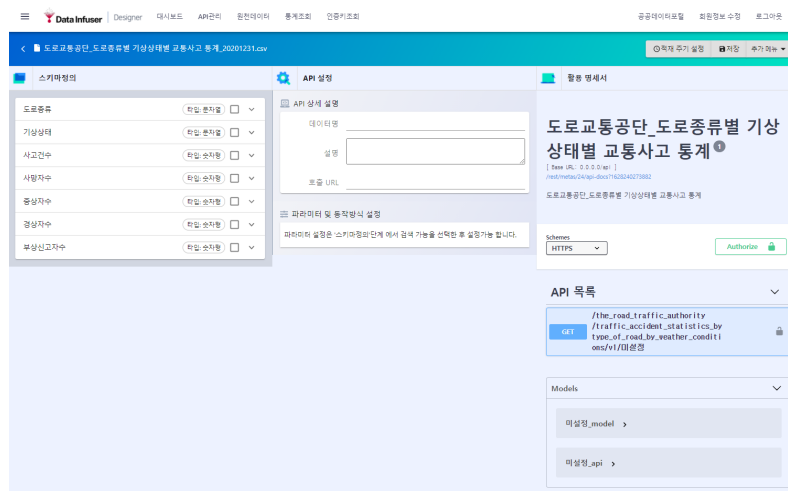 Data Infuser Designer 대시보드 API관리 원천데이터 통계조회 인증키조회 공공데이터포털 회원정보 수정 로그아웃
도로교통공단_도로종류별 기상상태별 교통사고 통계_20201231.csv 적재 주기 설정 저장 추가 메뉴
스키마정의 API 설정 활용 명세서
도로종류 타입:문자열
기상상태 타입:문자열
사고건수 타입:숫자형
사망자수 타입:숫자형
중상자수 타입:숫자형
경상자수 타입:숫자형
부상신고자수 타입:숫자형
API 상세 설명
데이터명
설명
호출 URL
파라미터 및 동작방식 설정
파라미터 설정은 '스키마정의'단계 에서 검색 가능을 선택한 후 설정가능 합니다.
도로교통공단_도로종류별 기상
상태별 교통사고 통계 1
[ Base URL: 0.0.0.0/api ]
/rest/metas/24/api-docs?1628240273882
도로교통공단_도로종류별 기상상태별 교통사고 통계
Schemes
HTTPS
Authorize
API 목록
GET
/the_road_traffic_authority
/traffic_accident_statistics_by
type_of_road_by_weather_conditi
ons/v1/미설정
Models
미설정_model
미설정_api